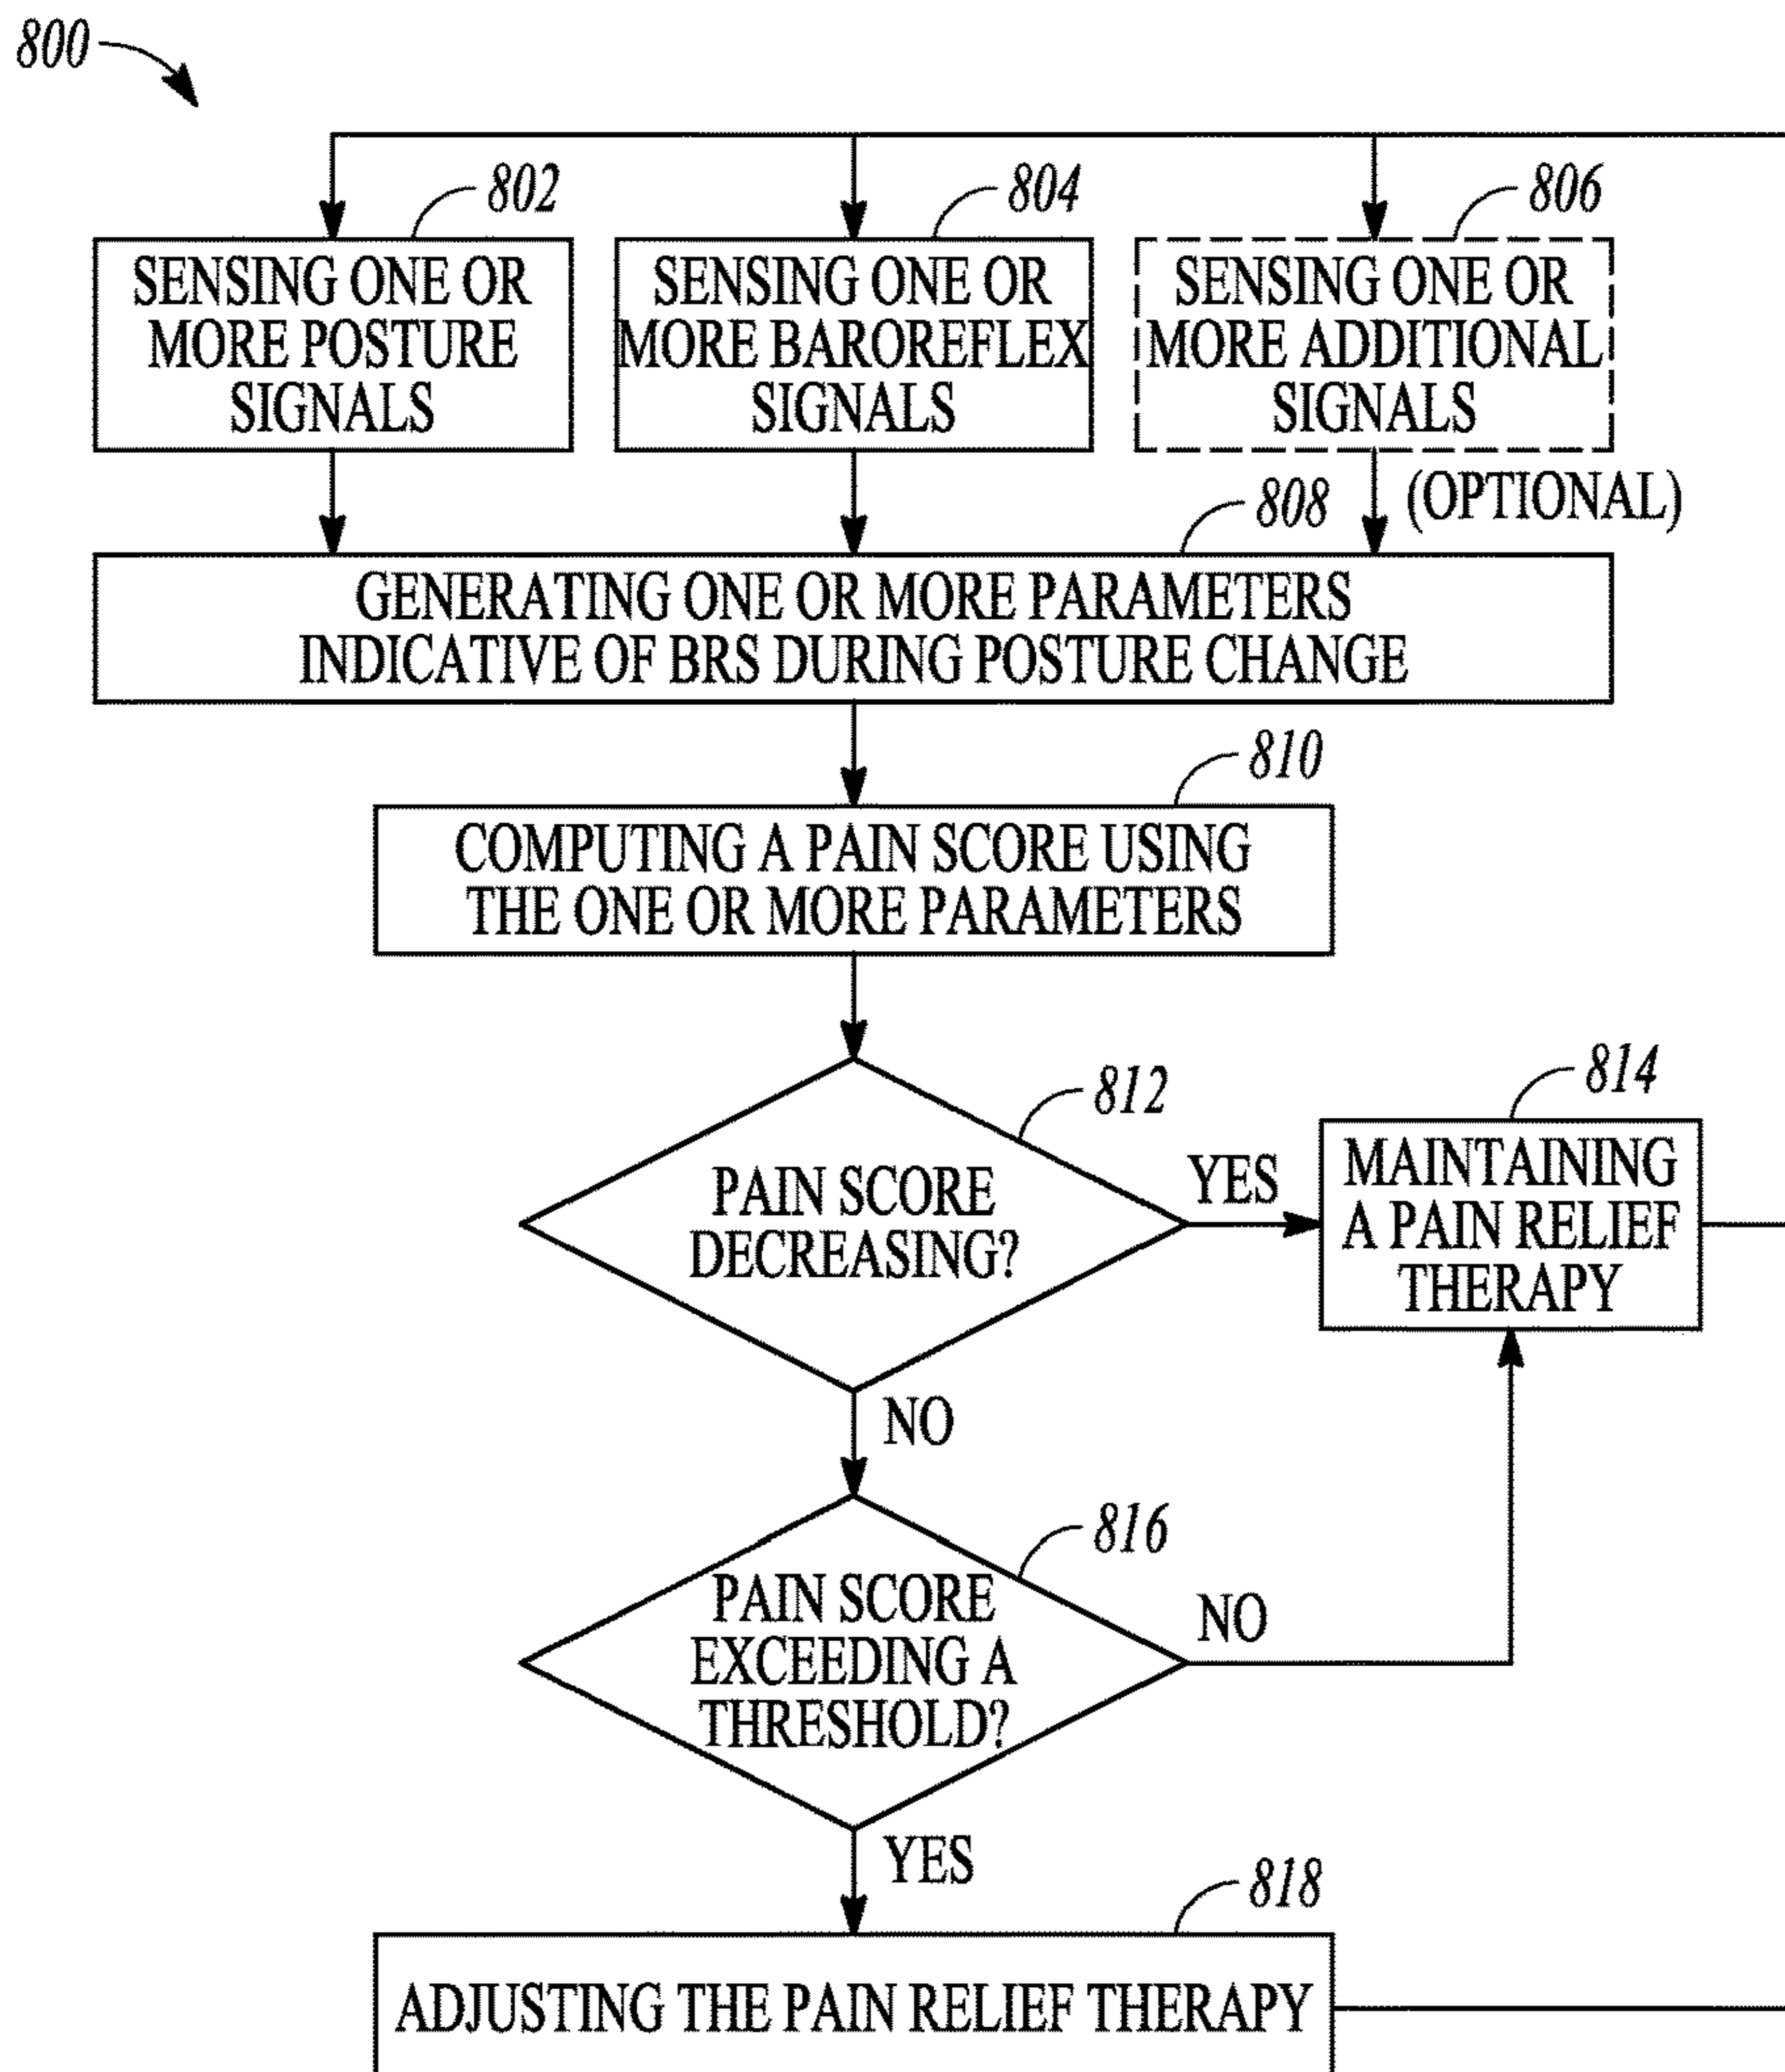 800
802
SENSING ONE OR
MORE POSTURE
SIGNALS
804
SENSING ONE OR
MORE BAROREFLEX
SIGNALS
806
SENSING ONE OR
MORE ADDITIONAL
SIGNALS
(OPTIONAL)
808
GENERATING ONE OR MORE PARAMETERS
INDICATIVE OF BRS DURING POSTURE CHANGE
810
COMPUTING A PAIN SCORE USING
THE ONE OR MORE PARAMETERS
812
PAIN SCORE
DECREASING?
YES
814
MAINTAINING
A PAIN RELIEF
THERAPY
NO
816
PAIN SCORE
EXCEEDING A
THRESHOLD?
NO
YES
818
ADJUSTING THE PAIN RELIEF THERAPY